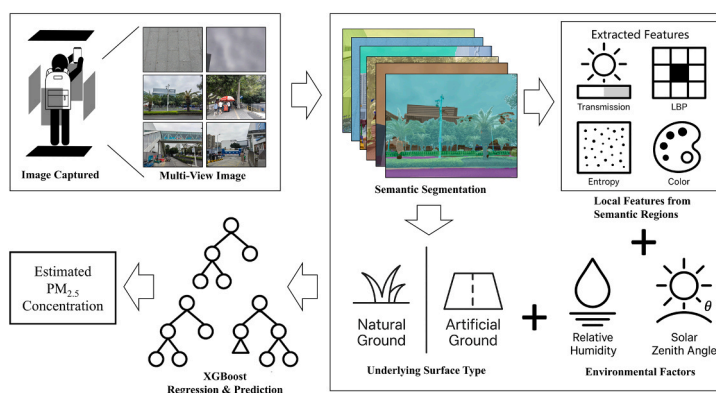 Extracted Features
Transmission
LBP
Entropy
Color
Image Captured
Multi-View Image
Semantic Segmentation
Local Features from
Semantic Regions
Estimated
PM2.5
Concentration
XGBoost
Regression & Prediction
Natural
Ground
Artificial
Ground
Underlying Surface Type
Relative
Humidity
θ
Solar
Zenith Angle
Environmental Factors